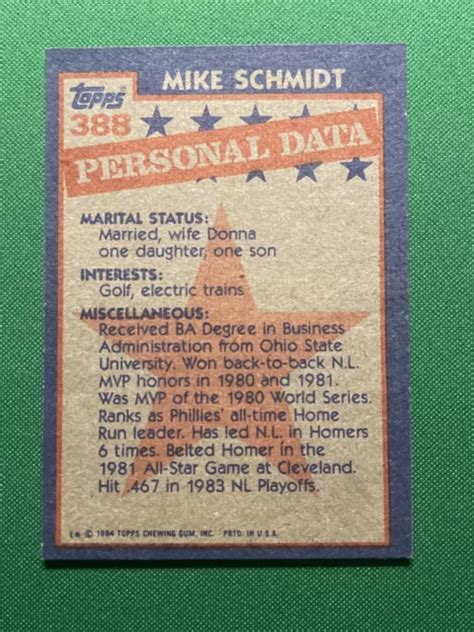 MIKE SCHMIDT
Topps
388
PERSONAL DATA
MARITAL STATUS:
Married, wife Donna
one daughter, one son
INTERESTS:
Golf, electric trains
MISCELLANEOUS:
Received BA Degree in Business
Administration from Ohio State
University. Won back-to-back N.L.
MVP honors in 1980 and 1981.
Was MVP of the 1980 World Series.
Ranks as Phillies' all-time Home
Run leader. Has led N.L. in Homers
6 times. Belted Homer in the
1981 All-Star Game at Cleveland.
Hit .467 in 1983 NL Playoffs.
© 1984 TOPPS CHEWING GUM, INC. PRTD. IN U.S.A.